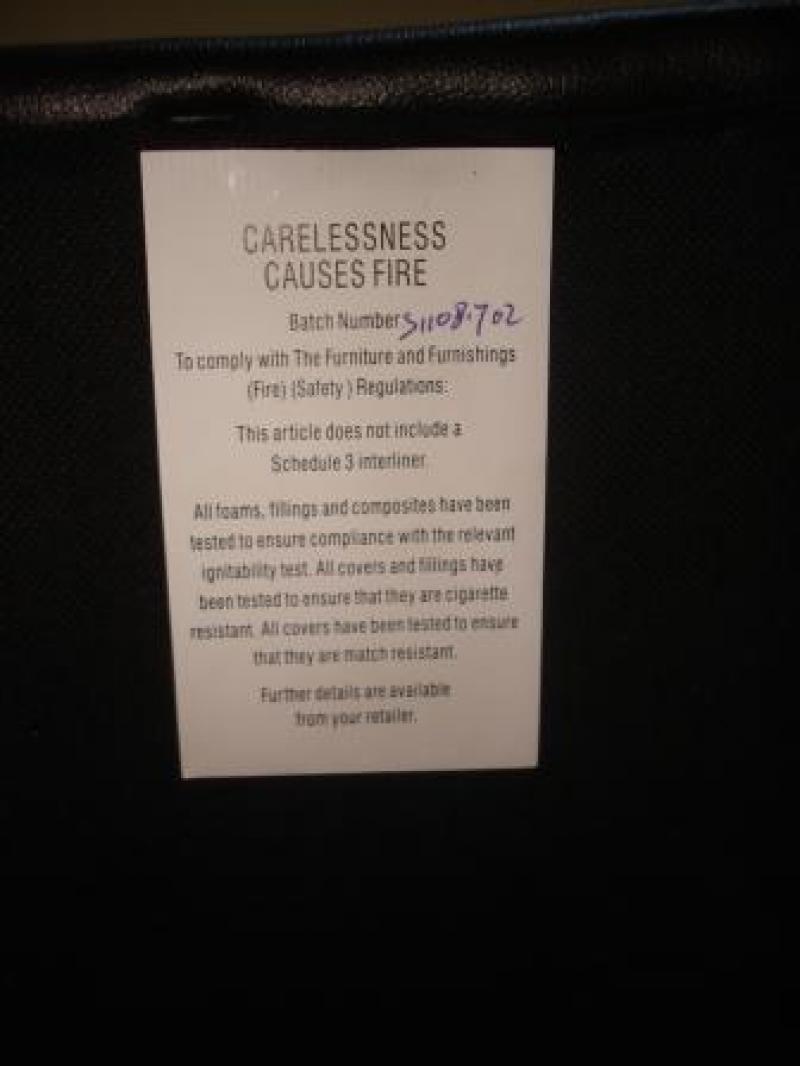 CARELESSNESS
CAUSES FIRE
Batch Number S1108.702
To comply with The Furniture and Furnishings
(Fire) (Safety ) Regulations:
This article does not include a
Schedule 3 interliner.
All foams, fillings and composites have been
tested to ensure compliance with the relevant
ignitability test. All covers and fillings have
been tested to ensure that they are cigarette
resistant. All covers have been tested to ensure
that they are match resistant.
Further details are available
from your retailer.